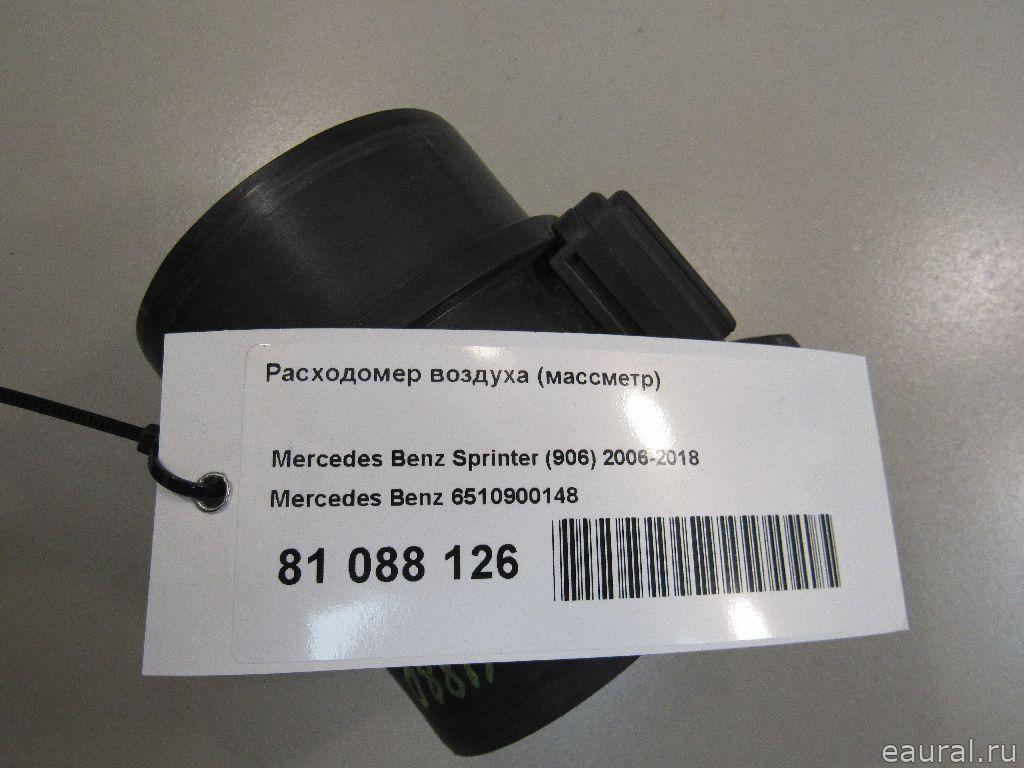 Расходомер воздуха (массметр)
Mercedes Benz Sprinter (906) 2006-2018
Mercedes Benz 6510900148
81 088 126
eaural.ru